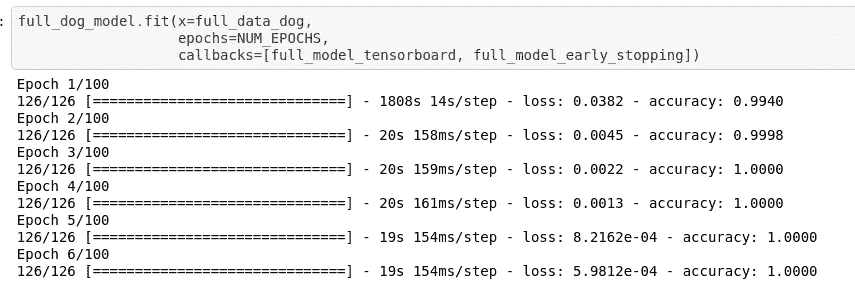 : full_dog_model.fit(x=full_data_dog,
epochs=NUM_EPOCHS,
callbacks=[full_model_tensorboard, full_model_early_stopping])
Epoch 1/100
126/126 [==============================] - 1808s 14s/step - loss: 0.0382 - accuracy: 0.9940
Epoch 2/100
126/126 [==============================] - 20s 158ms/step - loss: 0.0045 - accuracy: 0.9998
Epoch 3/100
126/126 [==============================] - 20s 159ms/step - loss: 0.0022 - accuracy: 1.0000
Epoch 4/100
126/126 [==============================] - 20s 161ms/step - loss: 0.0013 - accuracy: 1.0000
Epoch 5/100
126/126 [==============================] - 19s 154ms/step - loss: 8.2162e-04 - accuracy: 1.0000
Epoch 6/100
126/126 [==============================] - 19s 154ms/step - loss: 5.9812e-04 - accuracy: 1.0000